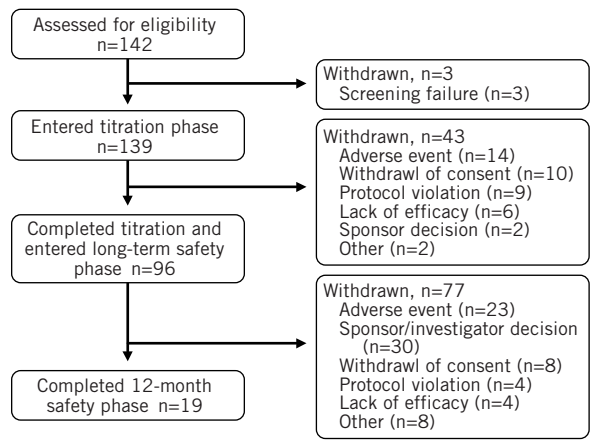 Assessed for eligibility
n=142
Withdrawn, n=3
Screening failure (n=3)
Entered titration phase
n=139
Withdrawn, n=43
Adverse event (n=14)
Withdrawl of consent (n=10)
Protocol violation (n=9)
Lack of efficacy (n=6)
Sponsor decision (n=2)
Other (n=2)
Completed titration and
entered long-term safety
phase n=96
Withdrawn, n=77
Adverse event (n=23)
Sponsor/investigator decision
(n=30)
Withdrawl of consent (n=8)
Protocol violation (n=4)
Lack of efficacy (n=4)
Other (n=8)
Completed 12-month
safety phase n=19